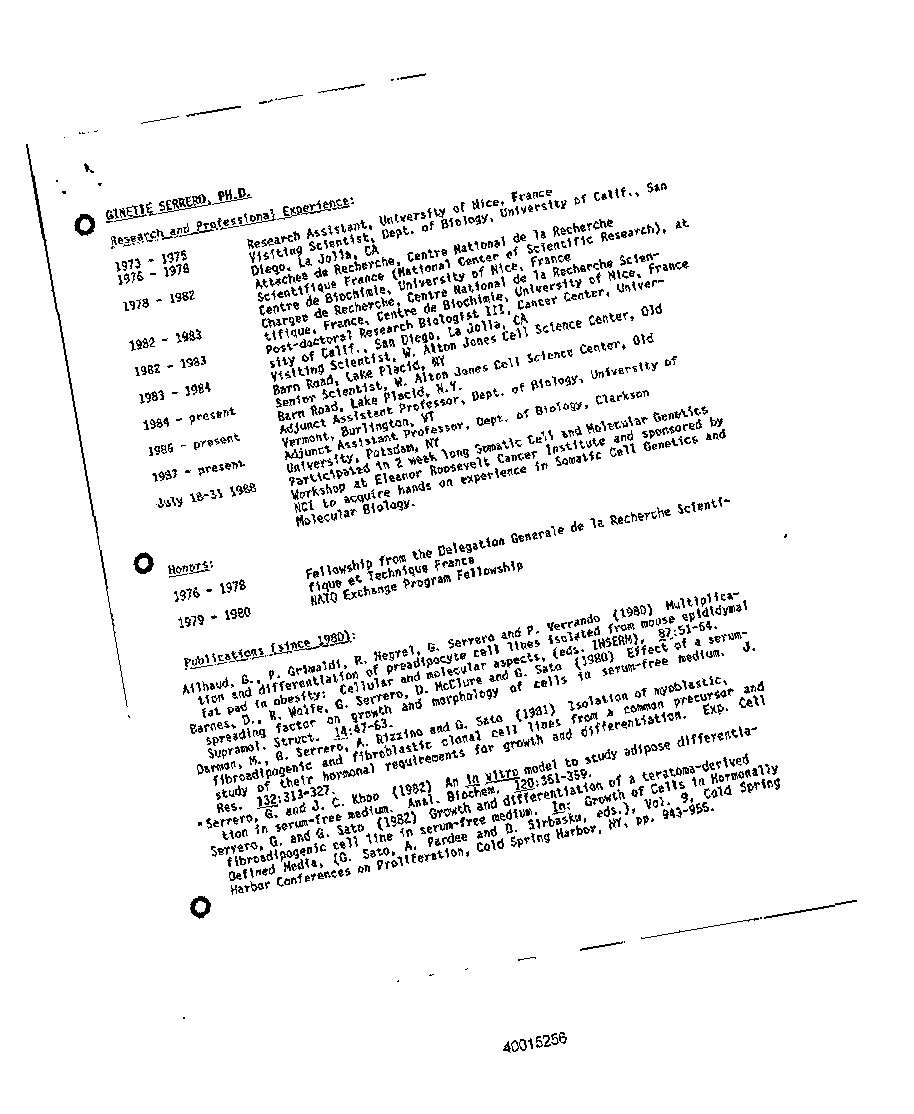 GINETTE SERRERO, PH.D.
Research and Professional Experience:
1973 - 1975 Research Assistant, University of Nice, France
1976 - 1978 Visiting Scientist, Dept. of Biology, University of Calif., San
Diego, La Jolla, CA
1978 - 1982 Attachee de Recherche, Centre National de la Recherche
Scientifique France (National Center of Scientific Research), at
Centre de Biochimie, University of Nice, France
1982 - 1983 Chargee de Recherche, Centre National de la Recherche Scien-
tifique, France, Centre de Biochimie, University of Nice, France
1982 - 1983 Post-doctoral Research Biologist III, Cancer Center, Univer-
sity of Calif., San Diego, La Jolla, CA
1983 - 1984 Visiting Scientist, W. Alton Jones Cell Science Center, Old
Barn Road, Lake Placid, NY
1984 - present Senior Scientist, W. Alton Jones Cell Science Center, Old
Barn Road, Lake Placid, N.Y.
1986 - present Adjunct Assistant Professor, Dept. of Biology, University of
Vermont, Burlington, VT
1987 - present Adjunct Assistant Professor, Dept. of Biology, Clarkson
University, Potsdam, NY
July 18-31 1988 Participated in 2 week long Somatic Cell and Molecular Genetics
Workshop at Eleanor Roosevelt Cancer Institute and sponsored by
NCI to acquire hands on experience in Somatic Cell Genetics and
Molecular Biology.
Honors:
1976 - 1978 Fellowship from the Delegation Generale de la Recherche Scienti-
fique et Technique France
1979 - 1980 NATO Exchange Program Fellowship
Publications (since 1980):
Ailhaud, G., P. Grimaldi, R. Negrel, G. Serrero and P. Verrando (1980) Multiplica-
tion and differentiation of preadipocyte cell lines isolated from mouse epididymal
fat pad in obesity: Cellular and molecular aspects, (eds. INSERM), 87:51-64.
Barnes, D., R. Wolfe, G. Serrero, D. McClure and G. Sato (1980) Effect of a serum-
spreading factor on growth and morphology of cells in serum-free medium. J.
Supramol. Struct. 14:47-63.
Darmon, M., G. Serrero, A. Rizzino and G. Sato (1981) Isolation of myoblastic,
fibroadipogenic and fibroblastic clonal cell lines from a common precursor and
study of their hormonal requirements for growth and differentiation. Exp. Cell
Res. 132:313-327.
*Serrero, G. and J. C. Khoo (1982) An in vitro model to study adipose differentia-
tion in serum-free medium. Anal. Biochem. 120:351-359.
Serrero, G. and G. Sato (1982) Growth and differentiation of a teratoma-derived
fibroadipogenic cell line in serum-free medium. In: Growth of Cells in Hormonally
Defined Media, (G. Sato, A. Pardee and D. Sirbasku, eds.), Vol. 9, Cold Spring
Harbor Conferences on Proliferation, Cold Spring Harbor, NY, pp. 943-955.
40015256